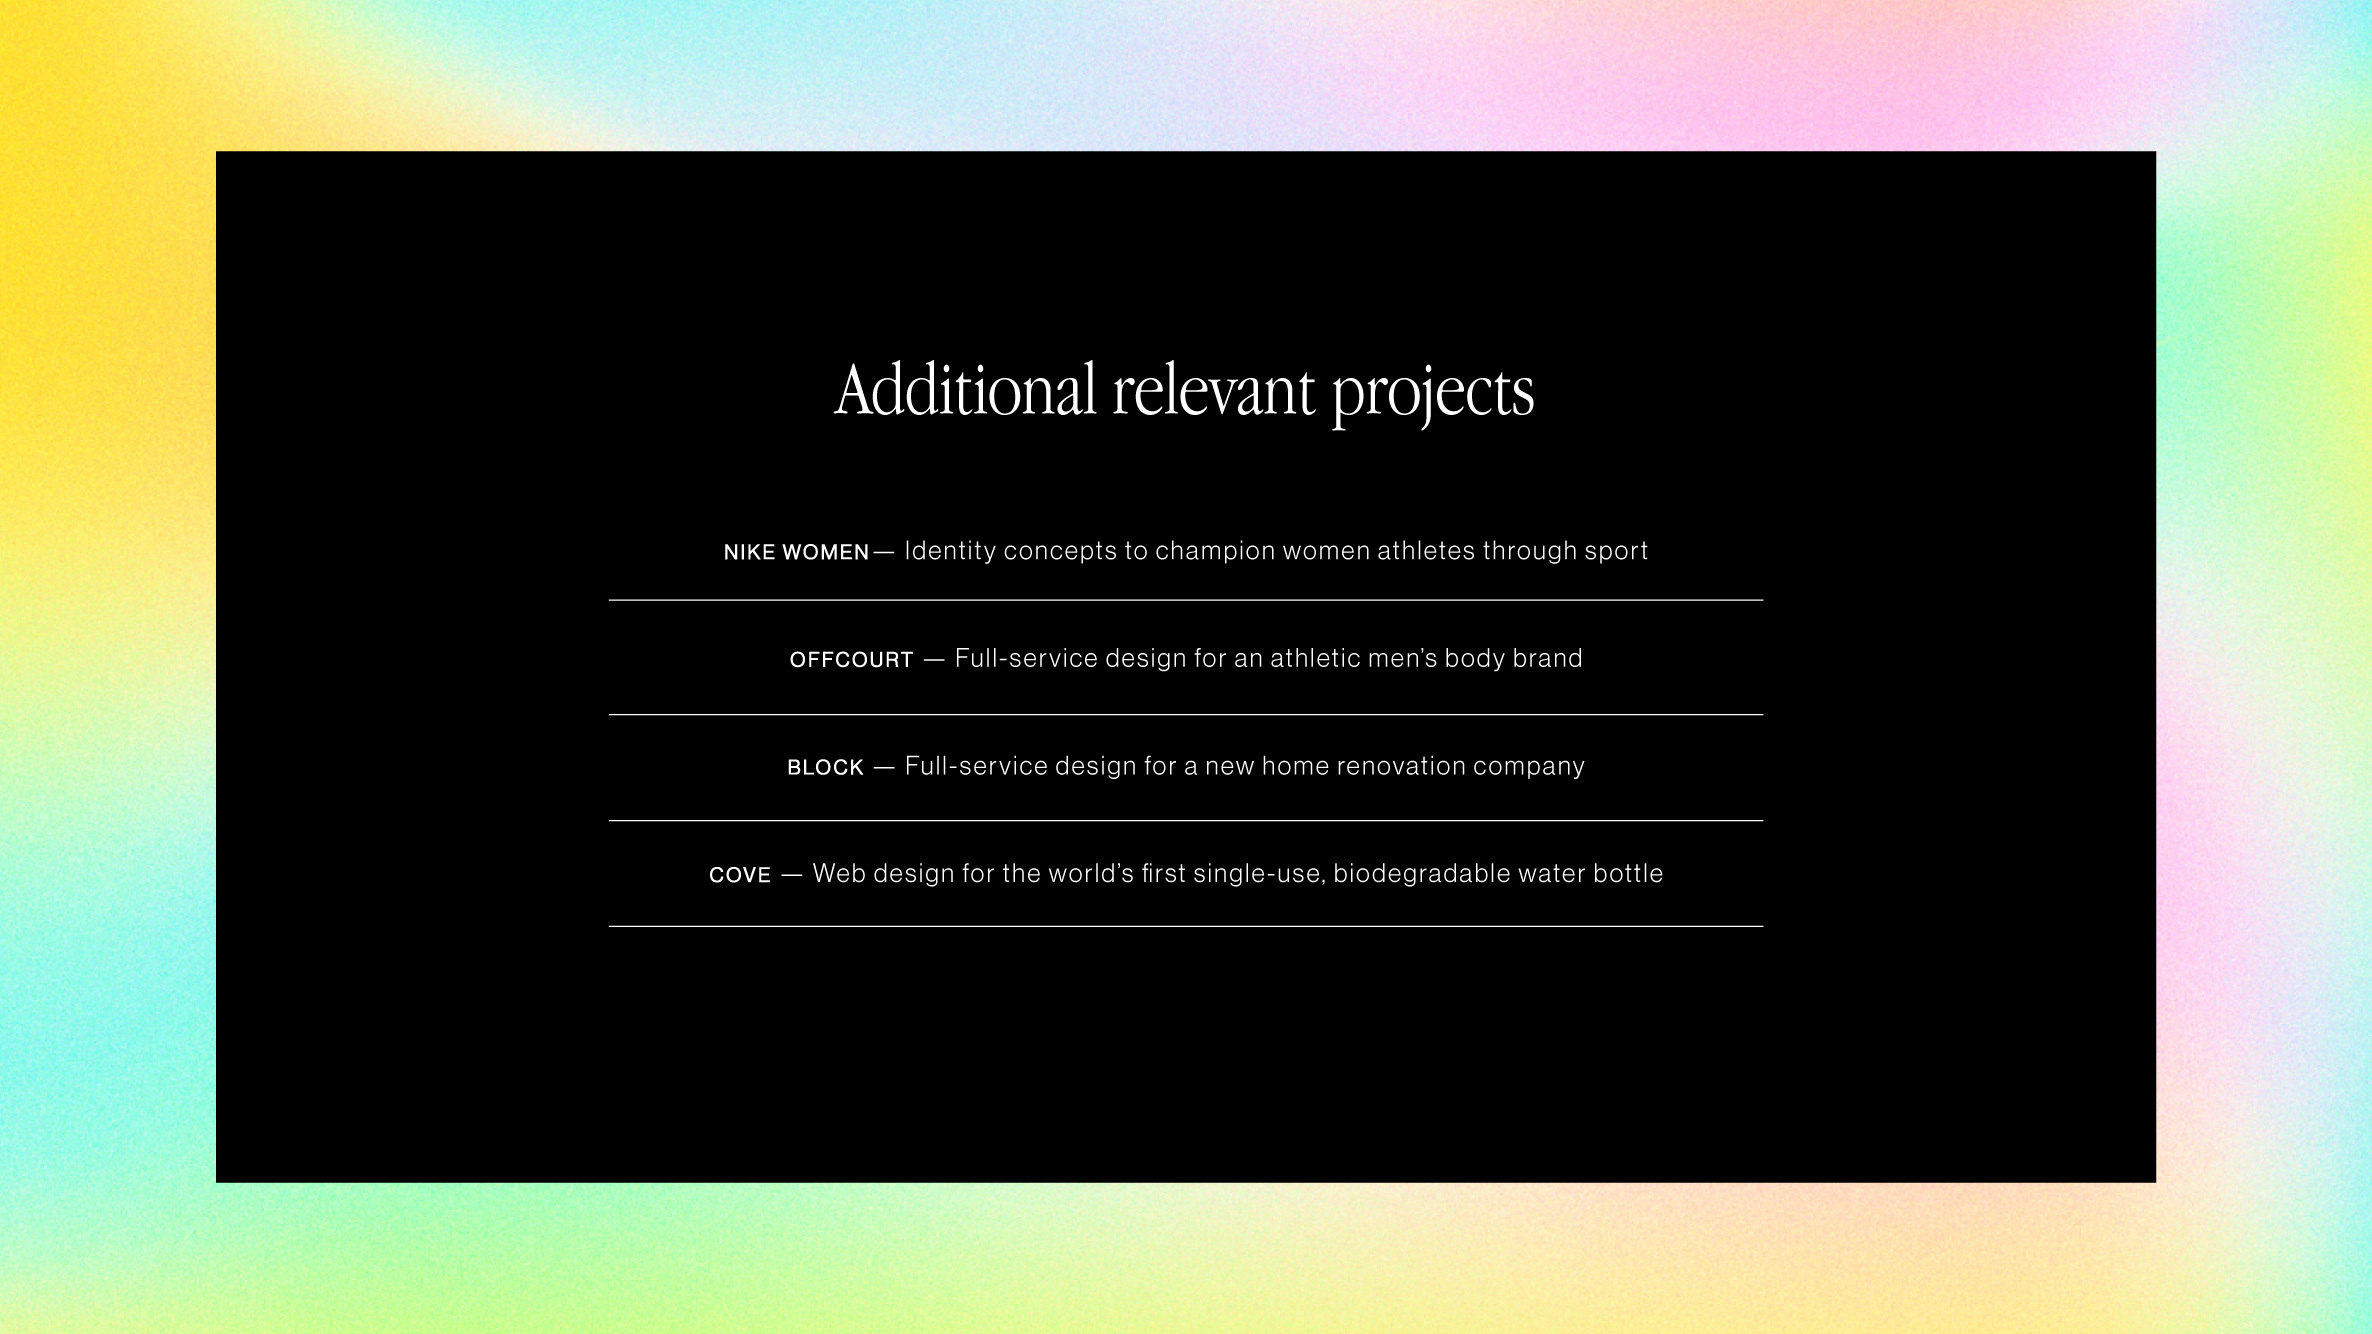 Additional relevant projects
NIKE WOMEN— Identity concepts to champion women athletes through sport
OFFCOURT — Full-service design for an athletic men’s body brand
BLOCK — Full-service design for a new home renovation company
COVE — Web design for the world’s first single-use, biodegradable water bottle